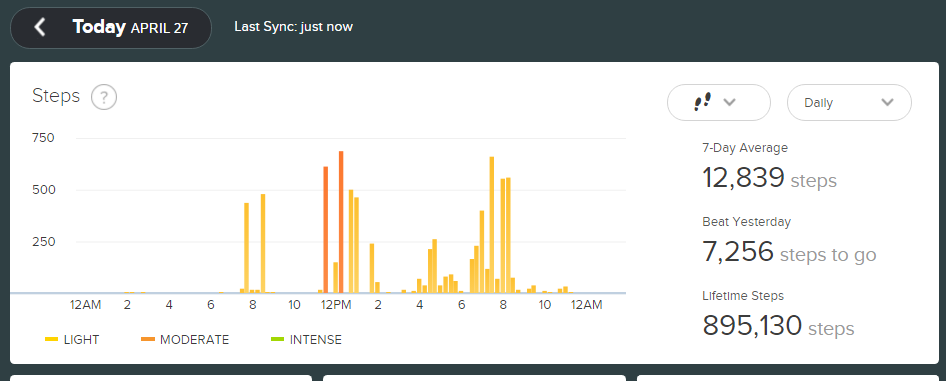 Today APRIL 27
Last Sync: just now
Steps ?
Daily
750
500
250
12AM 2 4 6 8 10 12PM 2 4 6 8 10 12AM
LIGHT MODERATE INTENSE
7-Day Average
12,839 steps
Beat Yesterday
7,256 steps to go
Lifetime Steps
895,130 steps